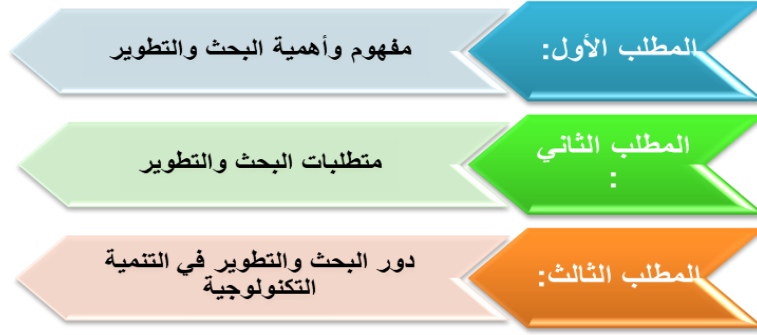 المطلب الأول:
مفهوم وأهمية البحث والتطوير
المطلب الثاني
:
متطلبات البحث والتطوير
المطلب الثالث:
دور البحث والتطوير في التنمية
التكنولوجية